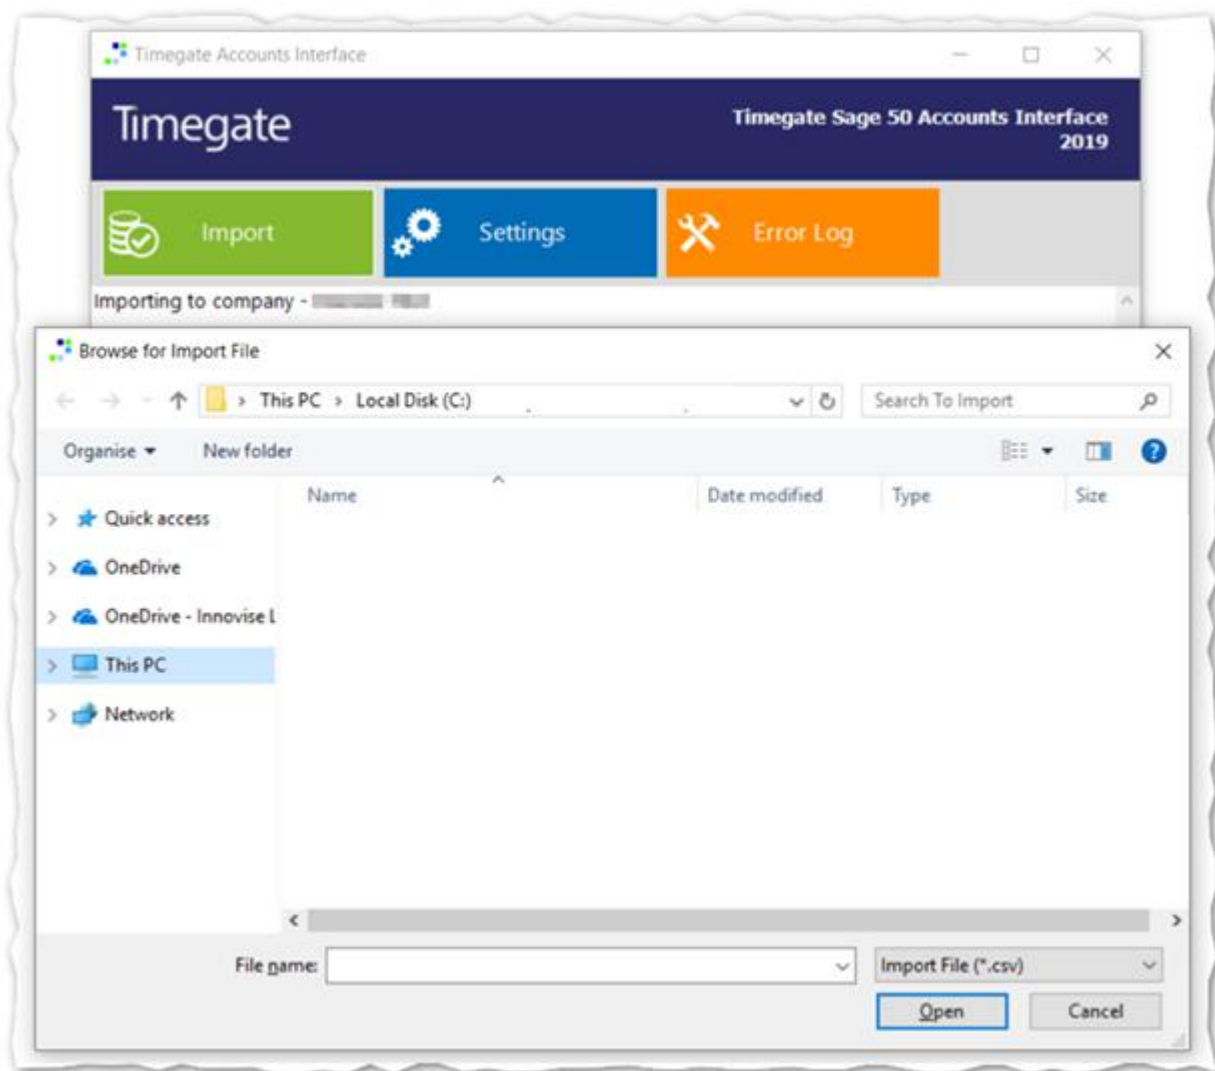 Timegate Accounts Interface
Timegate
Timegate Sage 50 Accounts Interface
2019
Import
Settings
Error Log
Importing to company -
Browse for Import File
This PC > Local Disk (C:)
Search To Import
Organise
New folder
Name
Date modified
Type
Size
Quick access
OneDrive
OneDrive - Innovise L
This PC
Network
File name:
Import File (*.csv)
Open
Cancel